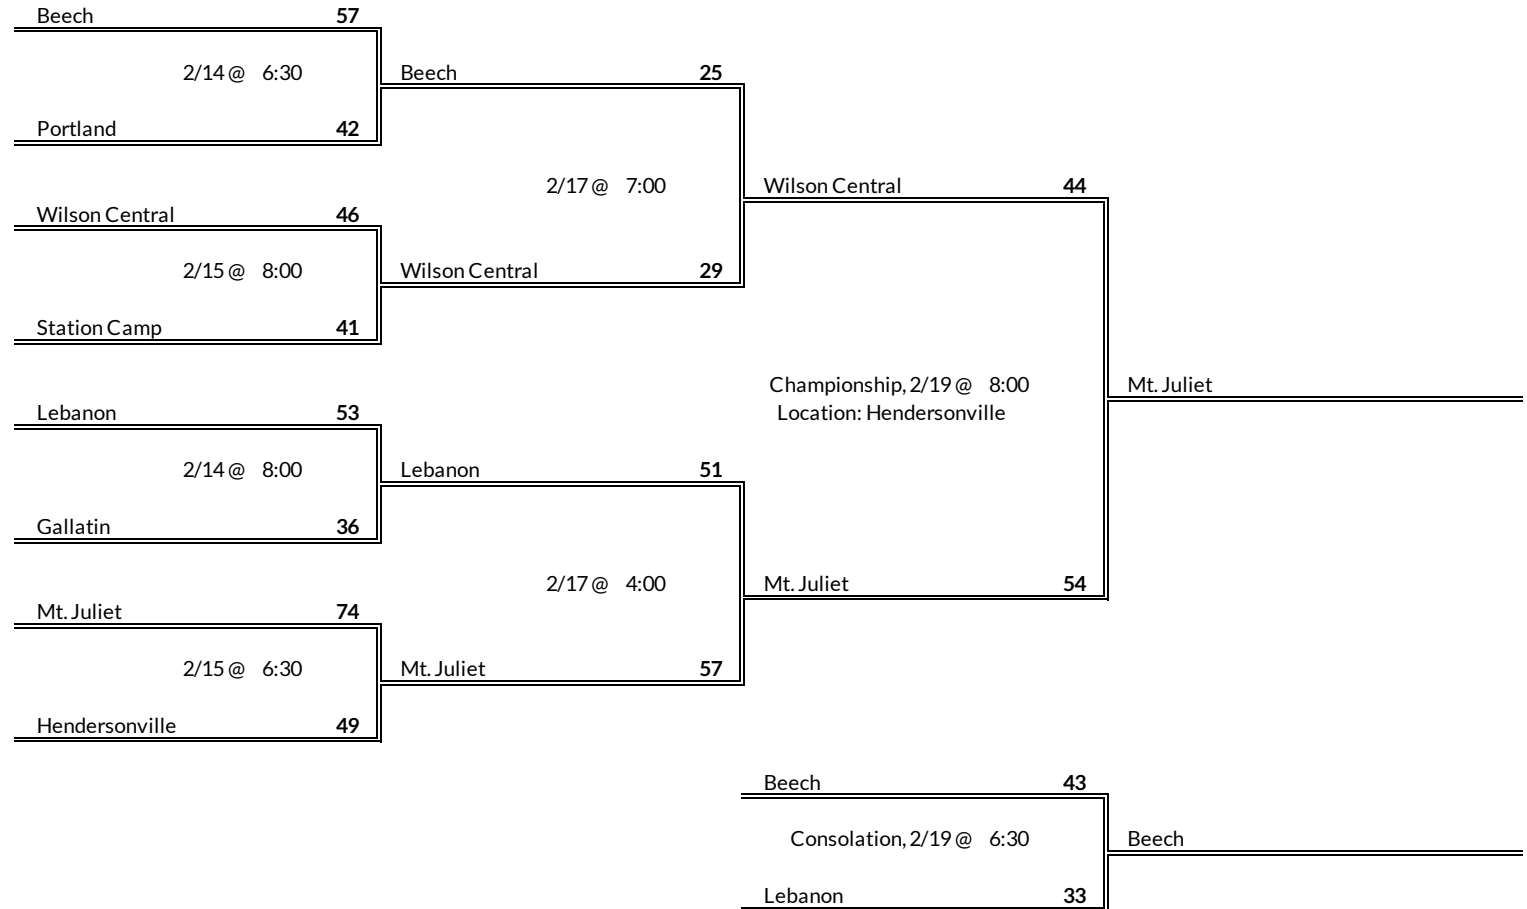 Beech 57
2/14 @ 6:30
Portland 42
Wilson Central 46
2/15 @ 8:00
Station Camp 41
Lebanon 53
2/14 @ 8:00
Gallatin 36
Mt. Juliet 74
2/15 @ 6:30
Hendersonville 49
Beech 25
2/17 @ 7:00
Wilson Central 29
Lebanon 51
2/17 @ 4:00
Mt. Juliet 57
Wilson Central 44
Championship, 2/19 @ 8:00
Location: Hendersonville
Mt. Juliet 54
Mt. Juliet
Beech 43
Consolation, 2/19 @ 6:30
Lebanon 33
Beech